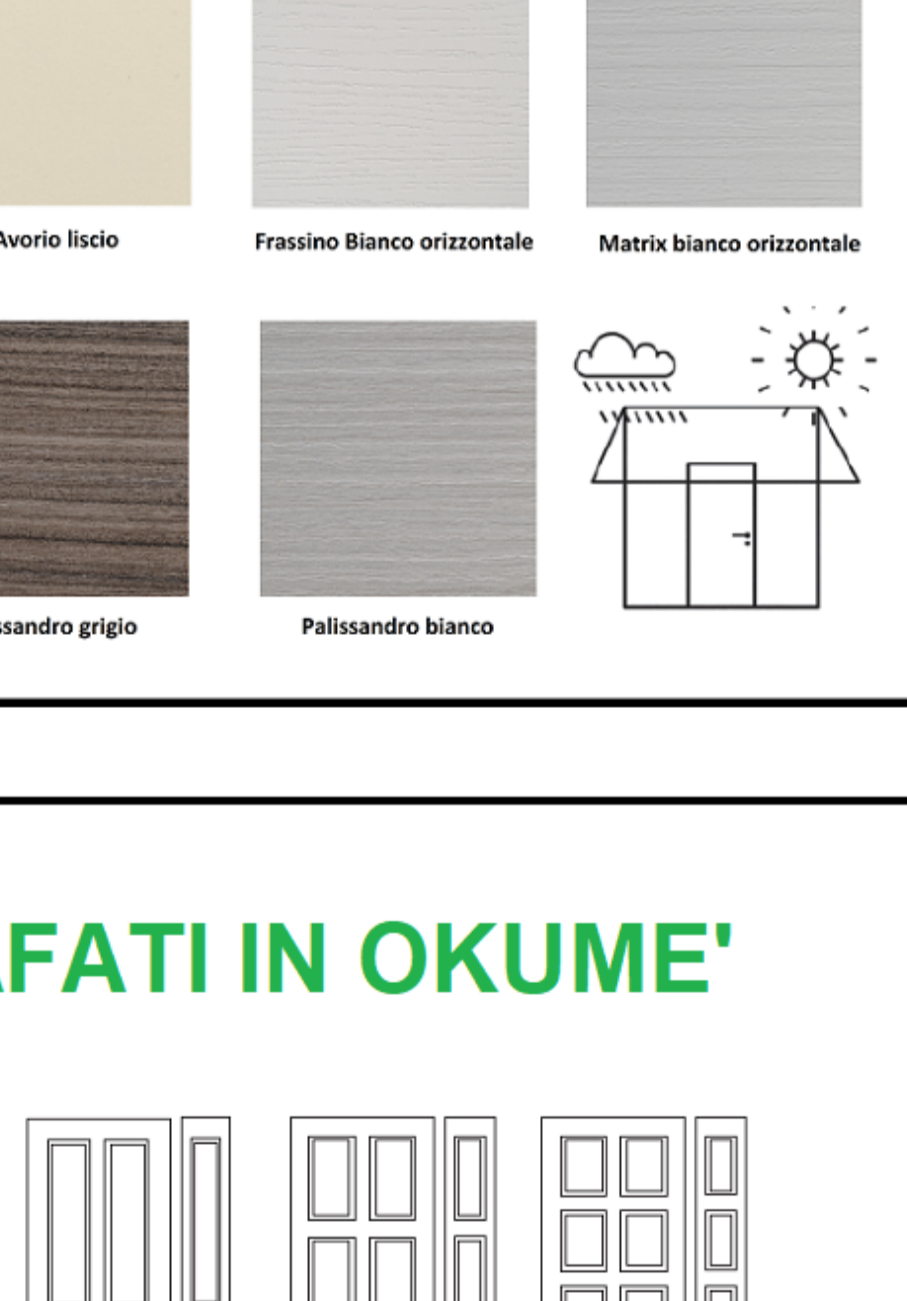 Avorio liscio
Frassino Bianco orizzontale
Matrix bianco orizzontale
ssandro grigio
Palissandro bianco
AFATI IN OKUME'